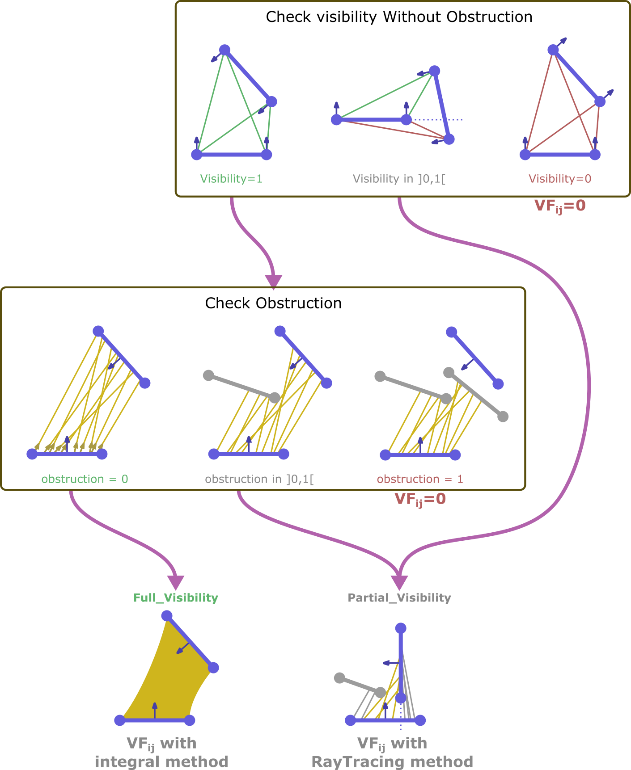 Check visibility Without Obstruction
Visibility=1
Visibility in ]0,1[
Visibility=0
VFij=0
Check Obstruction
obstruction = 0
obstruction in ]0,1[
obstruction = 1
VFij=0
Full_Visibility
Partial_Visibility
VFij with
integral method
VFij with
RayTracing method